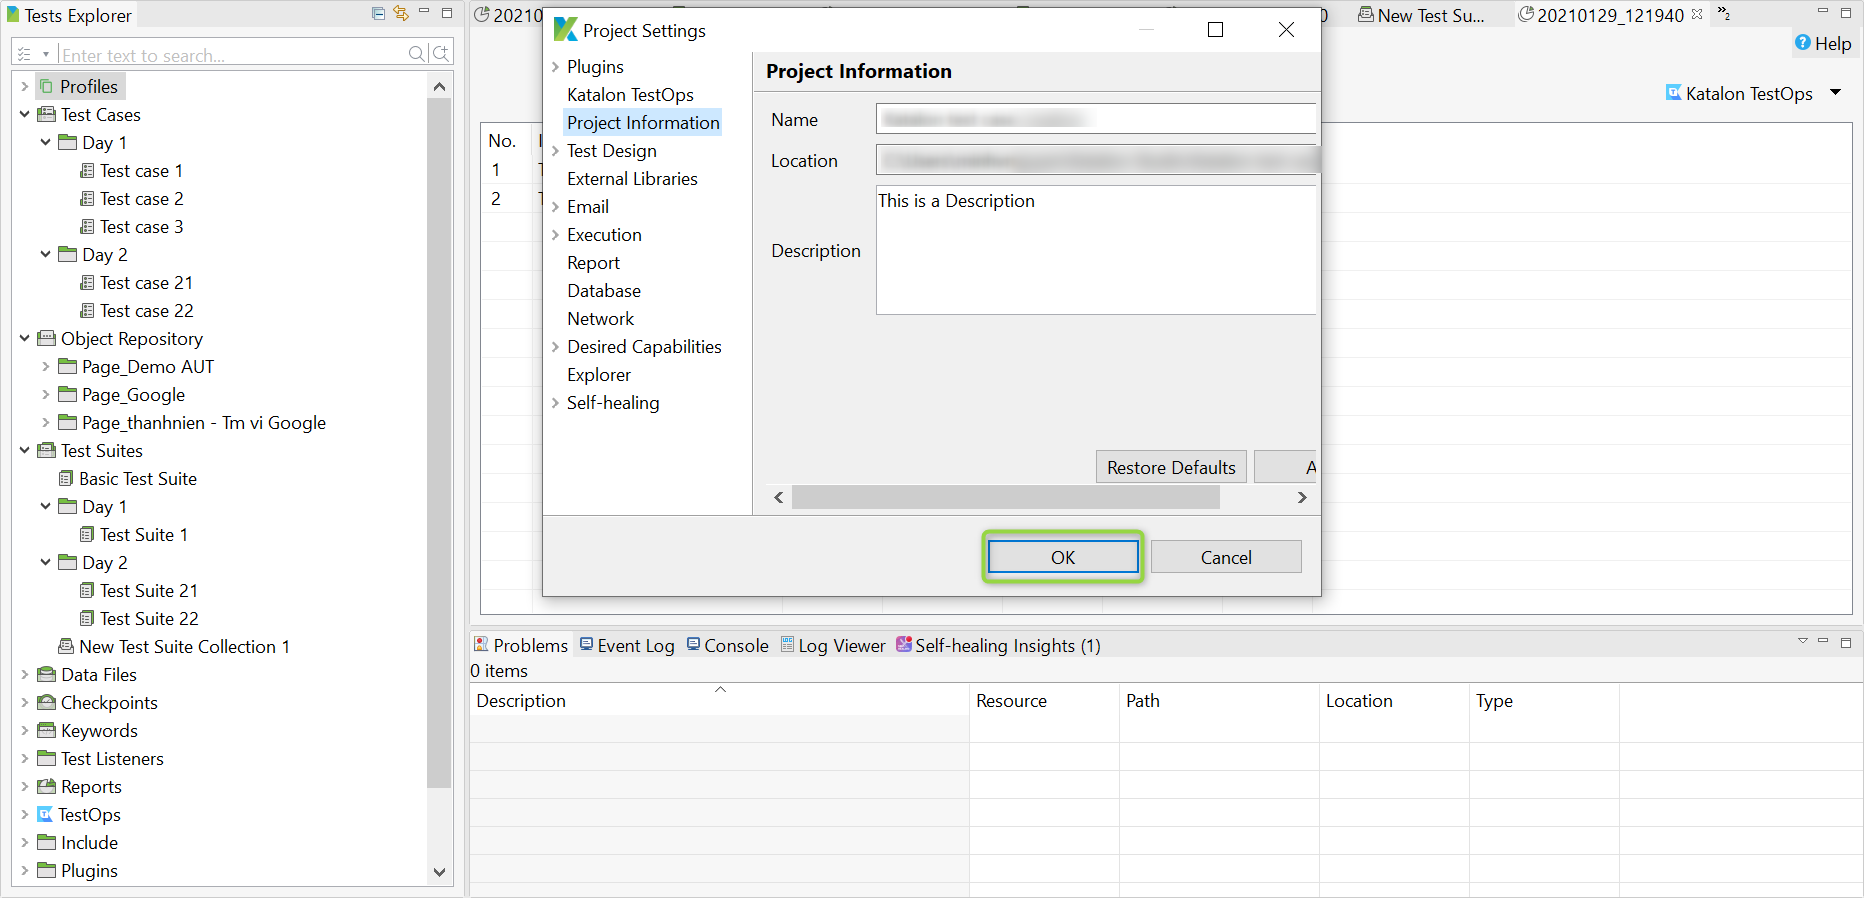 Tests Explorer
Enter text to search...
Profiles
Test Cases
Day 1
Test case 1
Test case 2
Test case 3
Day 2
Test case 21
Test case 22
Object Repository
Page_Demo AUT
Page_Google
Page_thanhnien - Tm vi Google
Test Suites
Basic Test Suite
Day 1
Test Suite 1
Day 2
Test Suite 21
Test Suite 22
New Test Suite Collection 1
Data Files
Checkpoints
Keywords
Test Listeners
Reports
TestOps
Include
Plugins
New Test Su...
20210129_121940
2
Help
Katalon TestOps
No.
1
2
Project Settings
Plugins
Katalon TestOps
Project Information
Test Design
External Libraries
Email
Execution
Report
Database
Network
Desired Capabilities
Explorer
Self-healing
Project Information
Name
Location
Description
This is a Description
Restore Defaults
A
OK
Cancel
Problems
Event Log
Console
Log Viewer
Self-healing Insights (1)
0 items
Description
Resource
Path
Location
Type